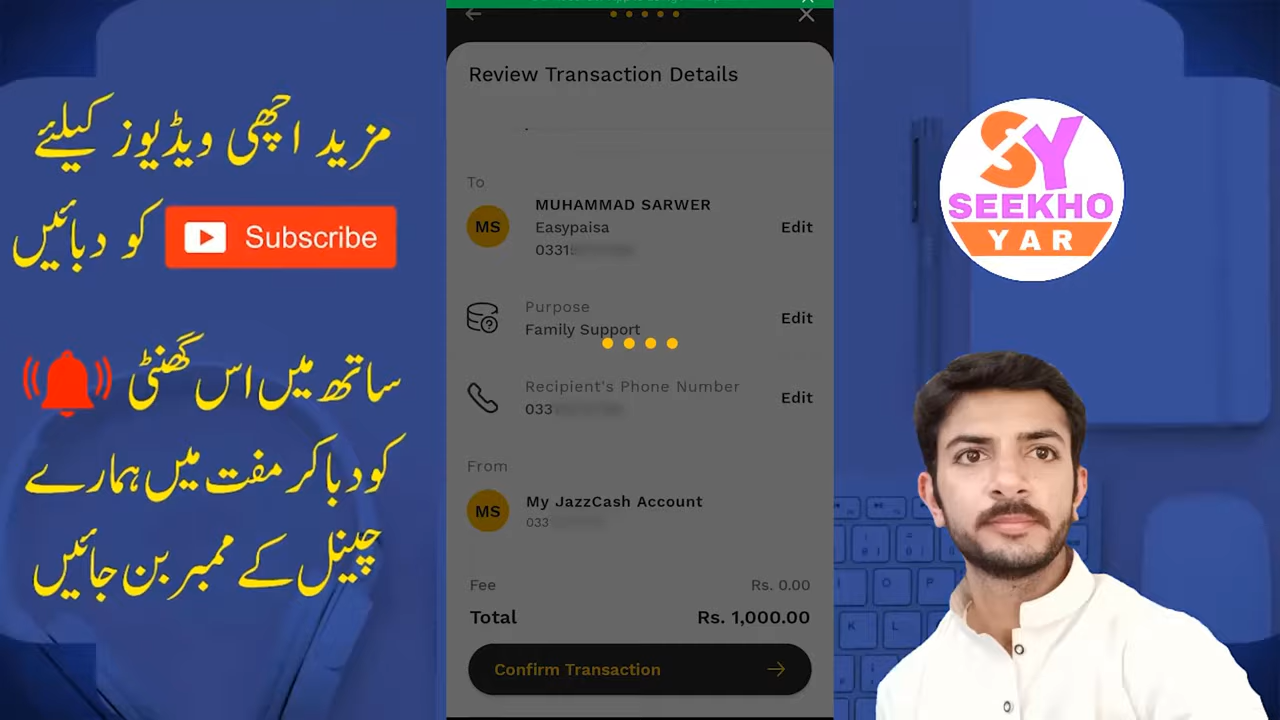 مزید اچھی ویڈیوز کیلئے
کو دبائیں
Subscribe
ساتھ میں اس گھنٹی
کو دبا کر مفت میں ہمارے
چینل کے ممبر بن جائیں
Review Transaction Details
To
MS
MUHAMMAD SARWER
Easypaisa
0331
Edit
Purpose
Family Support
Edit
Recipient's Phone Number
033
Edit
From
MS
My JazzCash Account
033
Fee
Rs. 0.00
Total
Rs. 1,000.00
Confirm Transaction
SY
SEEKHO
YAR